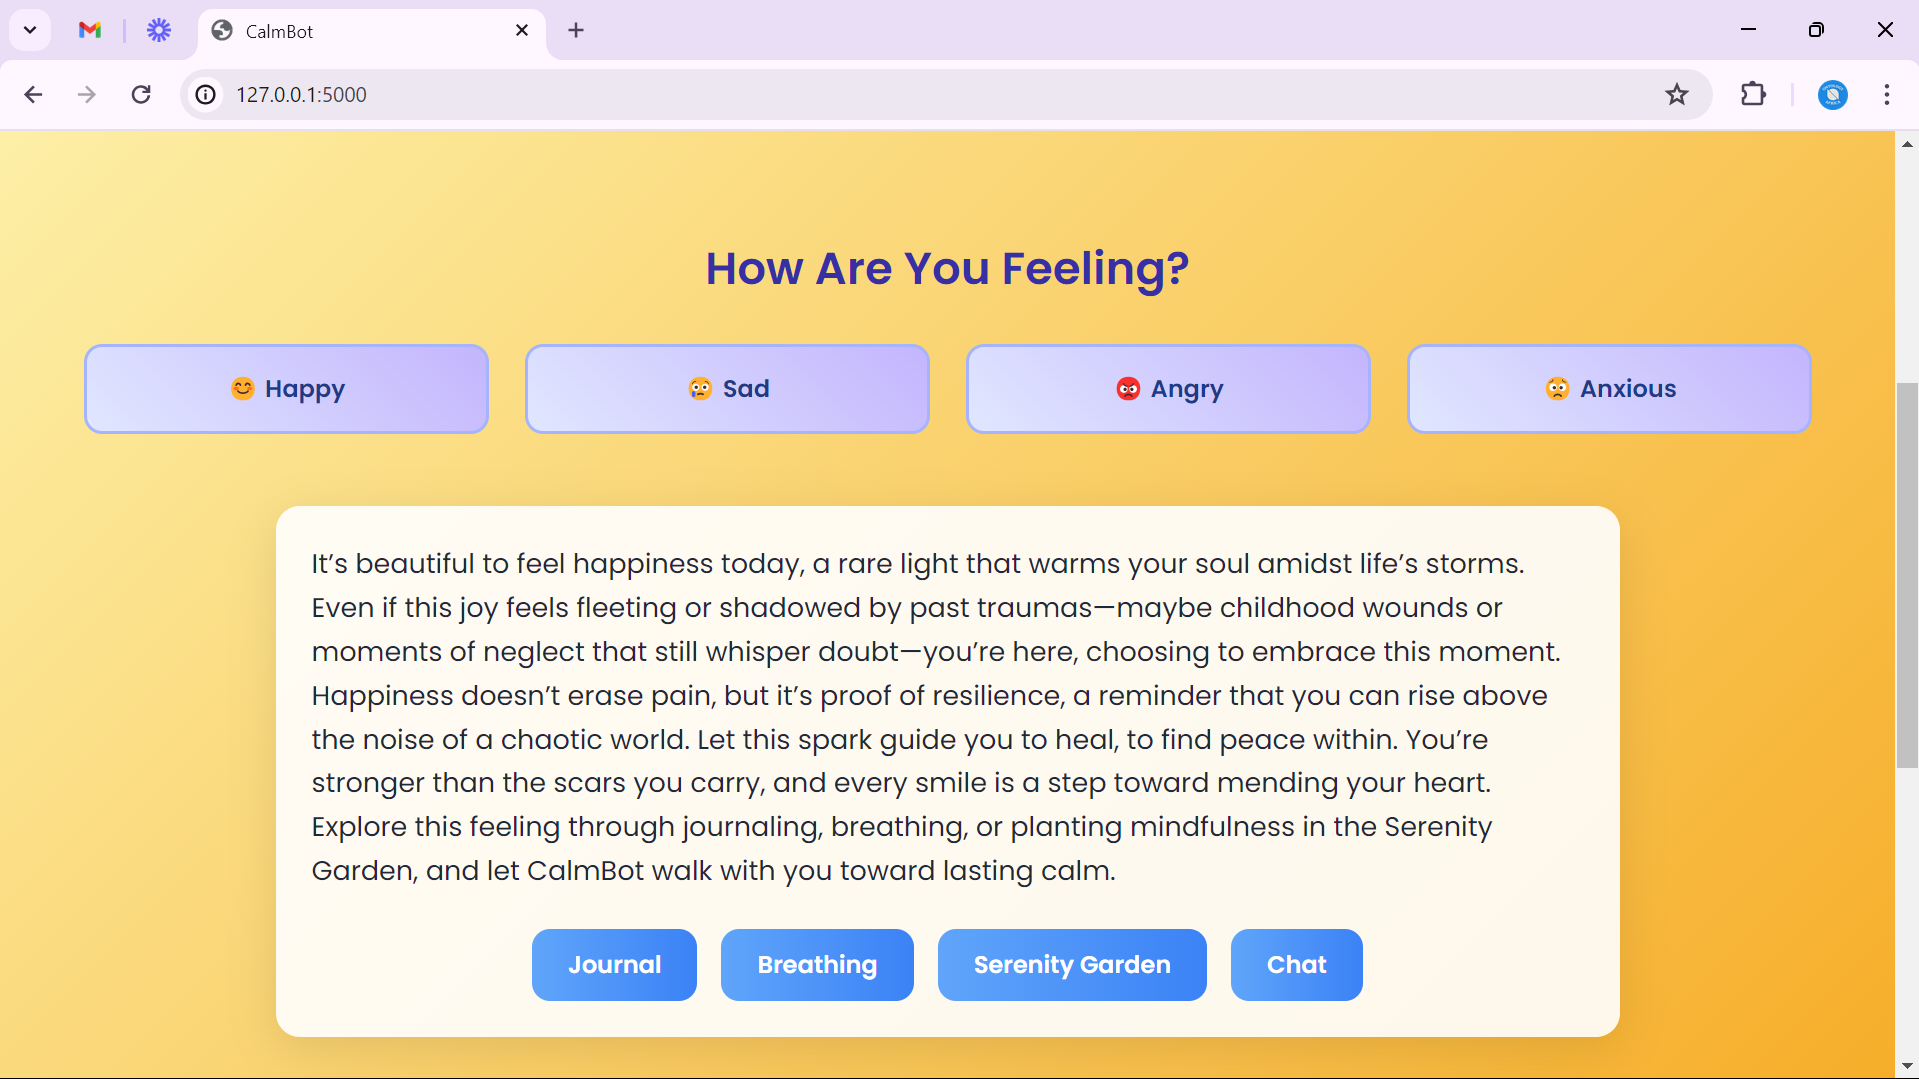 CalmBot
127.0.0.1:5000
How Are You Feeling?
😊 Happy
😢 Sad
😡 Angry
😟 Anxious
It’s beautiful to feel happiness today, a rare light that warms your soul amidst life’s storms.
Even if this joy feels fleeting or shadowed by past traumas—maybe childhood wounds or
moments of neglect that still whisper doubt—you’re here, choosing to embrace this moment.
Happiness doesn’t erase pain, but it’s proof of resilience, a reminder that you can rise above
the noise of a chaotic world. Let this spark guide you to heal, to find peace within. You’re
stronger than the scars you carry, and every smile is a step toward mending your heart.
Explore this feeling through journaling, breathing, or planting mindfulness in the Serenity
Garden, and let CalmBot walk with you toward lasting calm.
Journal
Breathing
Serenity Garden
Chat